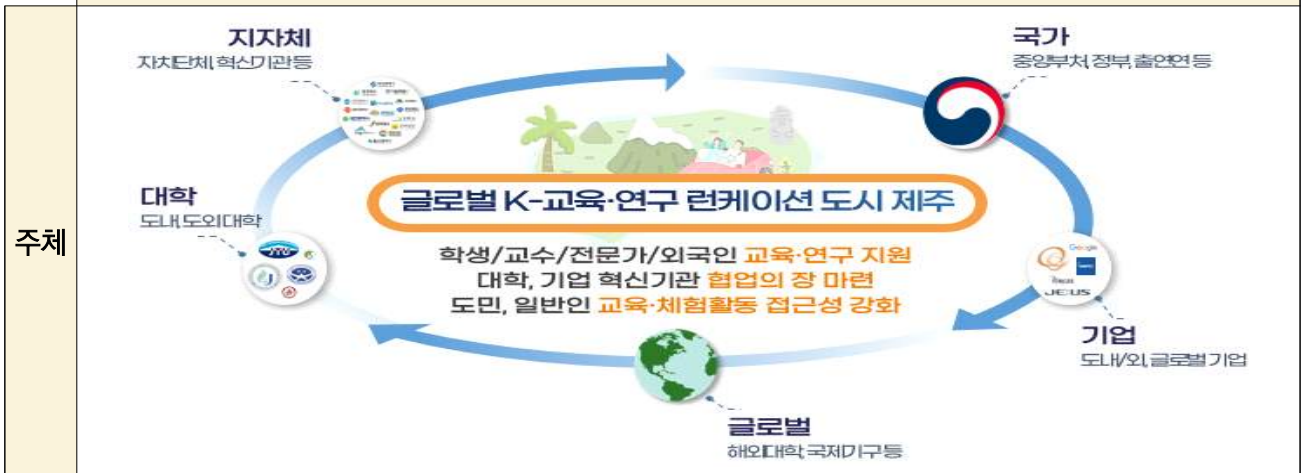 주체
지자체
자치단체, 혁신기관 등
국가
중앙부처, 정부, 출연연 등
대학
도내, 도외 대학
글로벌 K-교육·연구 런케이션 도시 제주
학생/교수/전문가/외국인 교육·연구 지원
대학, 기업 혁신기관 협업의 장 마련
도민, 일반인 교육·체험활동 접근성 강화
Google
JEJUS
기업
도내/외, 글로벌 기업
글로벌
해외대학, 국제기구 등